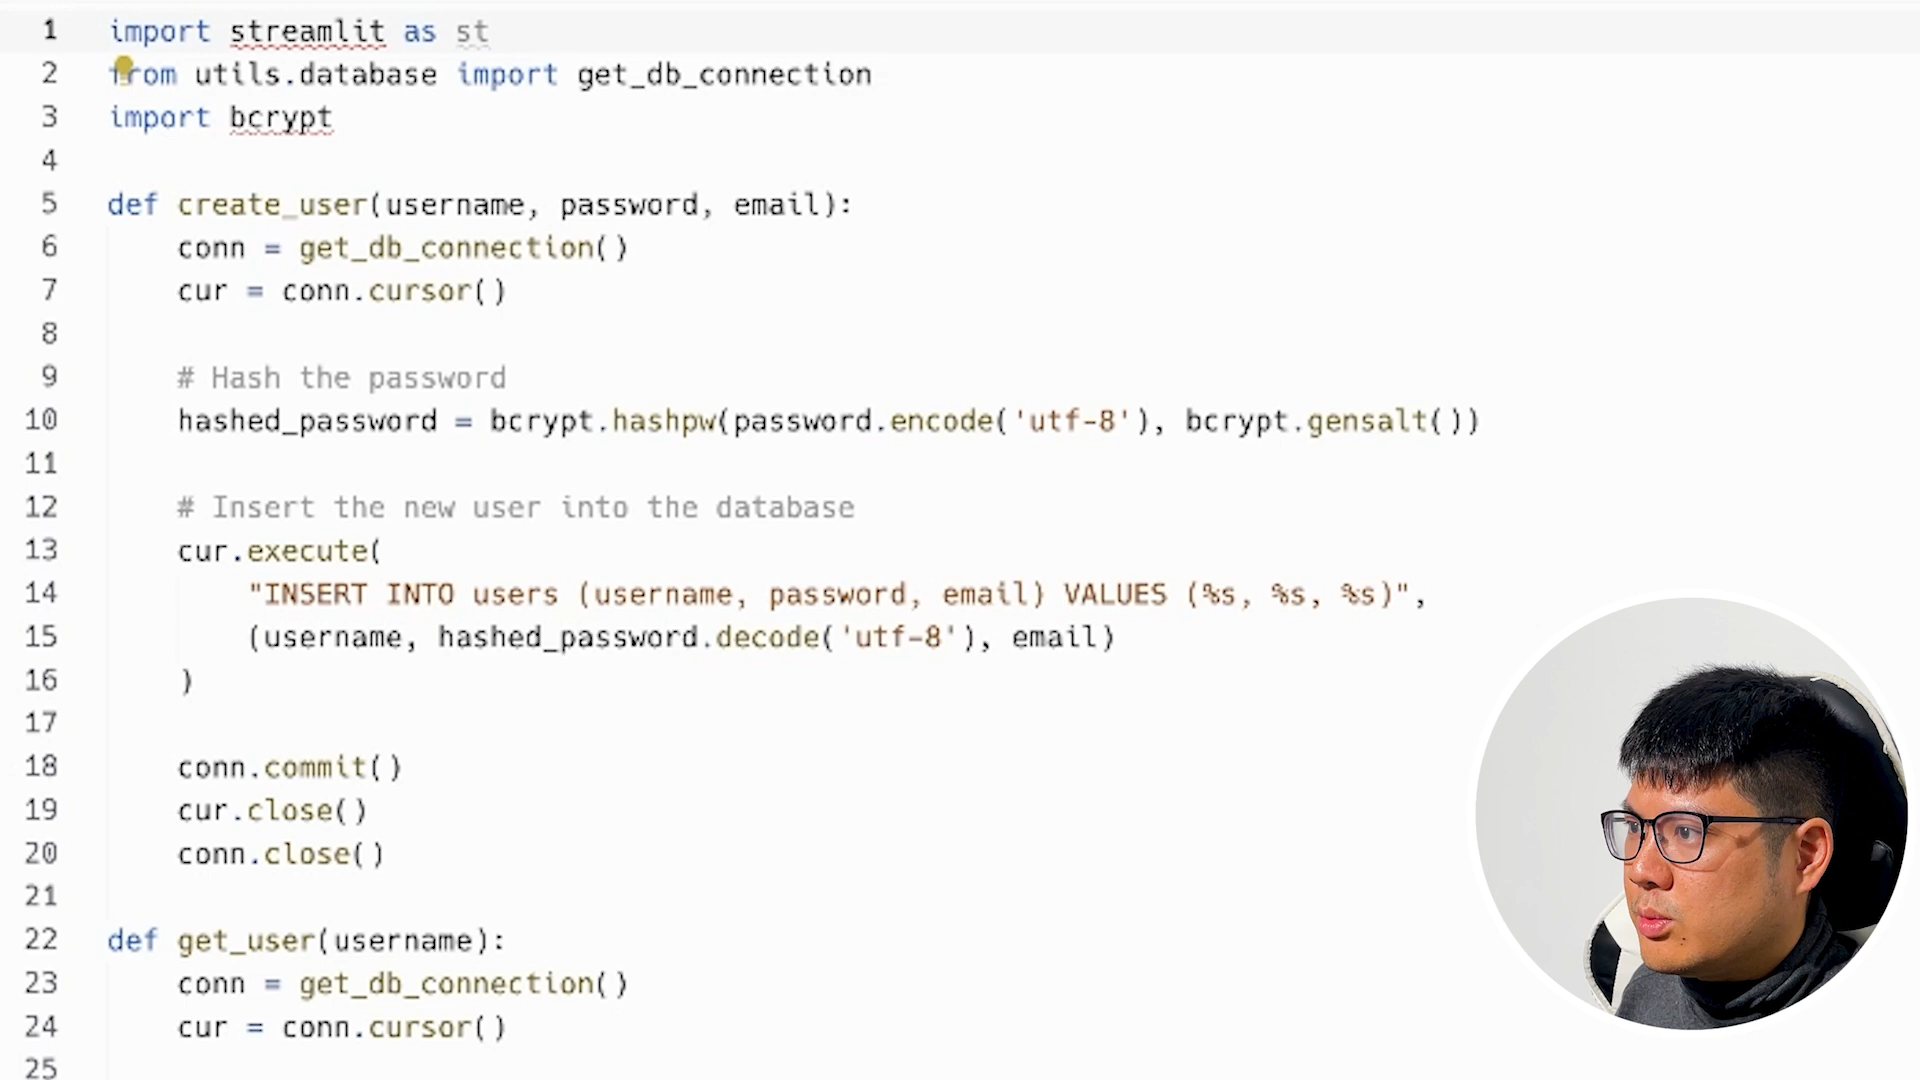 1 import streamlit as st
2 from utils.database import get_db_connection
3 import bcrypt
4
5 def create_user(username, password, email):
6     conn = get_db_connection()
7     cur = conn.cursor()
8
9     # Hash the password
10     hashed_password = bcrypt.hashpw(password.encode('utf-8'), bcrypt.gensalt())
11
12     # Insert the new user into the database
13     cur.execute(
14         "INSERT INTO users (username, password, email) VALUES (%s, %s, %s)",
15         (username, hashed_password.decode('utf-8'), email)
16     )
17
18     conn.commit()
19     cur.close()
20     conn.close()
21
22 def get_user(username):
23     conn = get_db_connection()
24     cur = conn.cursor()
25